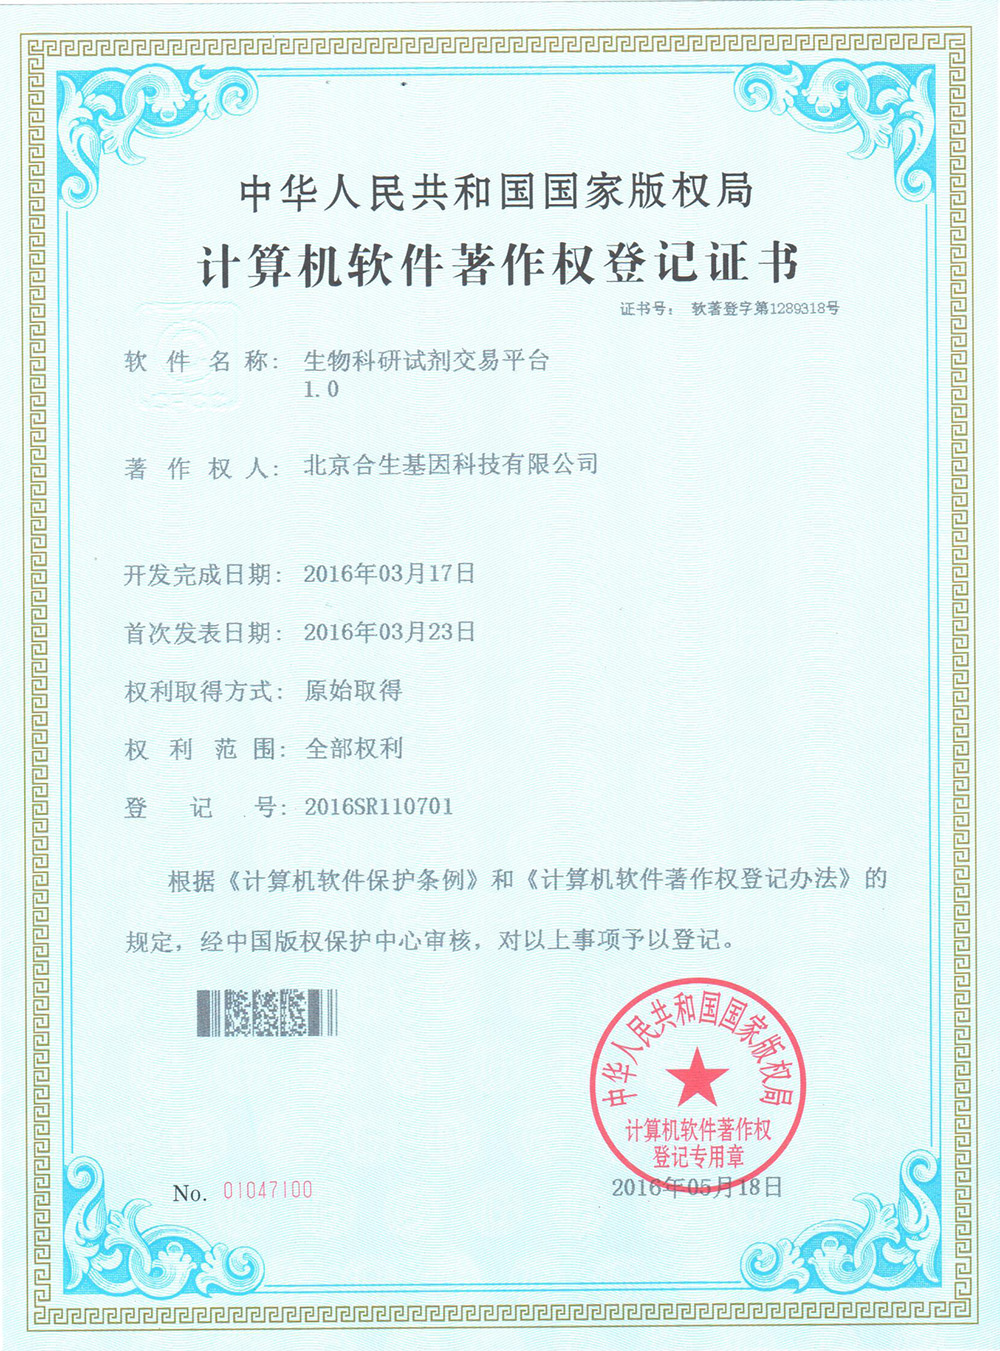 中华人民共和国国家版权局
计算机软件著作权登记证书
证书号： 软著登字第1289318号
软件名称： 生物科研试剂交易平台
1.0
著作权人： 北京合生基因科技有限公司
开发完成日期： 2016年03月17日
首次发表日期： 2016年03月23日
权利取得方式： 原始取得
权利范围： 全部权利
登记号： 2016SR110701
根据《计算机软件保护条例》和《计算机软件著作权登记办法》的
规定，经中国版权保护中心审核，对以上事项予以登记。
中华人民共和国国家版权局
计算机软件著作权
登记专用章
No. 01047100
2016年05月18日